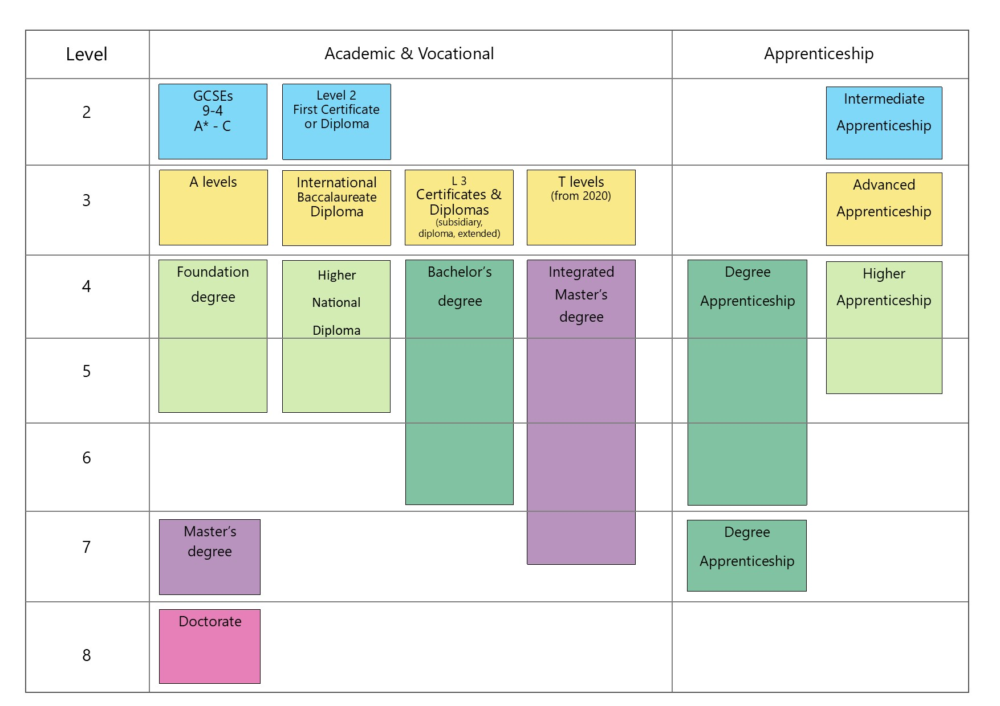 Level
Academic & Vocational
Apprenticeship
2
GCSEs
9-4
A* - C
Level 2
First Certificate
or Diploma
Intermediate
Apprenticeship
3
A levels
International
Baccalaureate
Diploma
L 3
Certificates &
Diplomas
(subsidiary,
diploma, extended)
T levels
(from 2020)
Advanced
Apprenticeship
4
Foundation
degree
Higher
National
Diploma
Bachelor’s
degree
Integrated
Master’s
degree
Degree
Apprenticeship
Higher
Apprenticeship
5
6
7
Master’s
degree
Degree
Apprenticeship
8
Doctorate